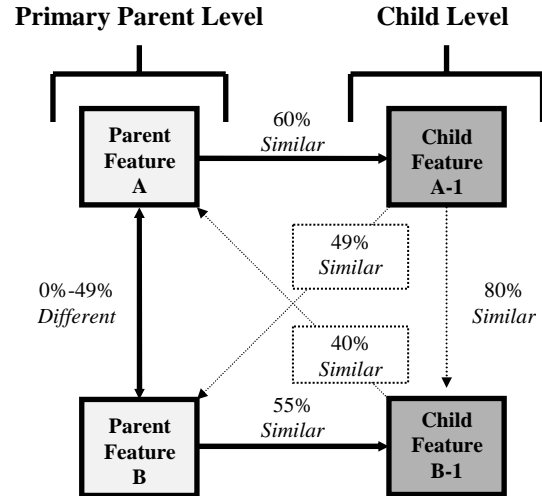 Primary Parent Level
Child Level
Parent
Feature
A
60%
Similar
Child
Feature
A-1
49%
Similar
0%-49%
Different
80%
Similar
40%
Similar
Parent
Feature
B
55%
Similar
Child
Feature
B-1